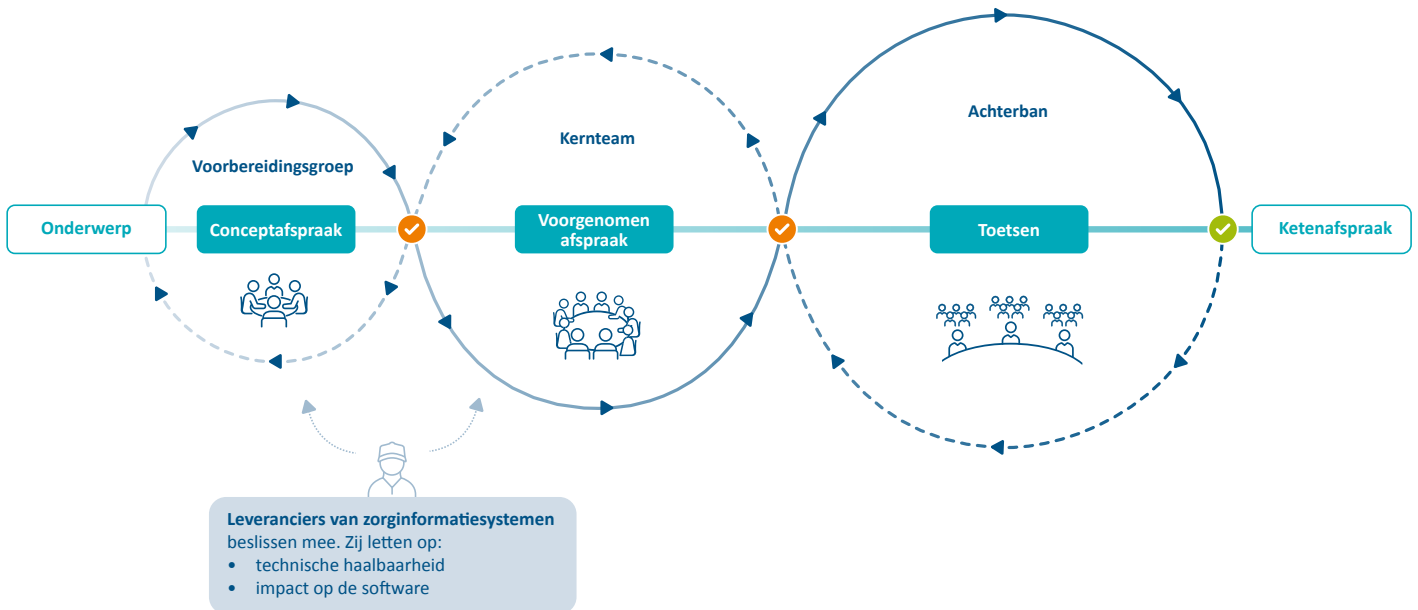 Onderwerp
Voorbereidingsgroep
Conceptafspraak
Kernteam
Voorgenomen
afspraak
Achterban
Toetsen
Ketenafspraak
Leveranciers van zorginformatiesystemen
beslissen mee. Zij letten op:
• technische haalbaarheid
• impact op de software